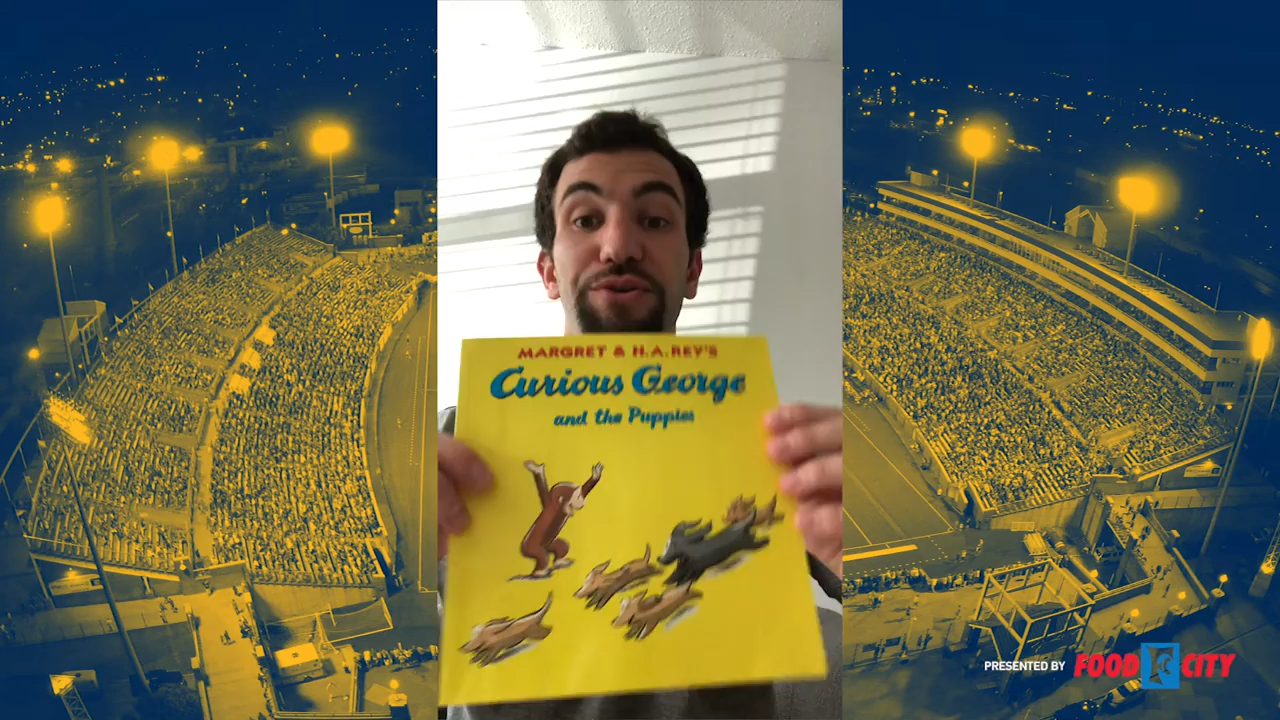 MARGRET & H.A.REY'S
Curious George
and the Puppies
PRESENTED BY FOOD CITY